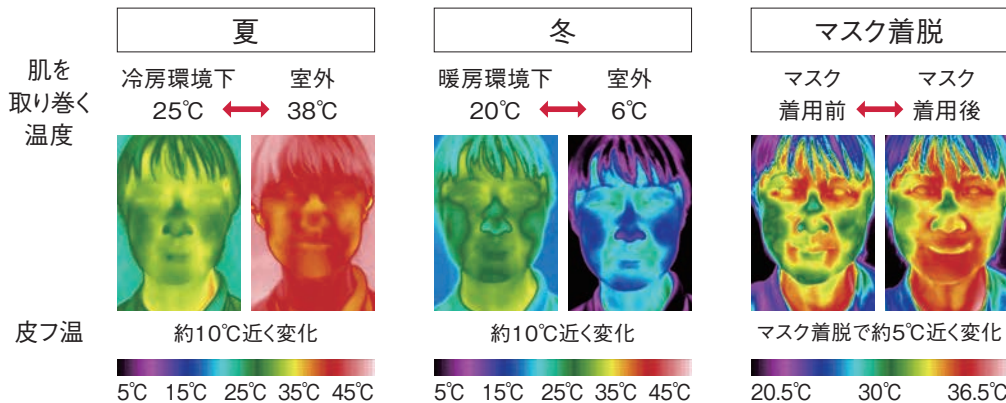 夏
冬
マスク着脱
肌を
取り巻く
温度
冷房環境下
25℃
室外
38℃
暖房環境下
20℃
室外
6℃
マスク
着用前
マスク
着用後
皮フ温
約10℃近く変化
約10℃近く変化
マスク着脱で約5℃近く変化
5℃ 15℃ 25℃ 35℃ 45℃
5℃ 15℃ 25℃ 35℃ 45℃
20.5℃ 30℃ 36.5℃